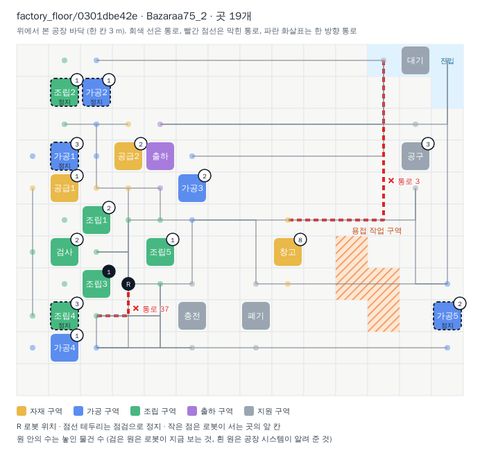 factory_floor/0301dbe42e · Bazaraa75_2 · 곳 19개
위에서 본 공장 바닥 (한 칸 3 m). 회색 선은 통로, 빨간 점선은 막힌 통로, 파란 화살표는 한 방향 통로
대기
진입
1
1
조립2
정지
가공2
정지
3
2
3
가공1
정지
공급2
출하
공구
1
2
공급1
가공3
✕ 통로 3
2
조립1
용접 작업 구역
2
1
8
검사
조립5
창고
1
조립3
R
3
2
✕ 통로 37
조립4
정지
충전
폐기
가공5
정지
1
가공4
자재 구역
가공 구역
조립 구역
출하 구역
지원 구역
R 로봇 위치 · 점선 테두리는 점검으로 정지 · 작은 점은 로봇이 서는 곳의 앞 칸
원 안의 수는 놓인 물건 수 (검은 원은 로봇이 지금 보는 것, 흰 원은 공장 시스템이 알려 준 것)